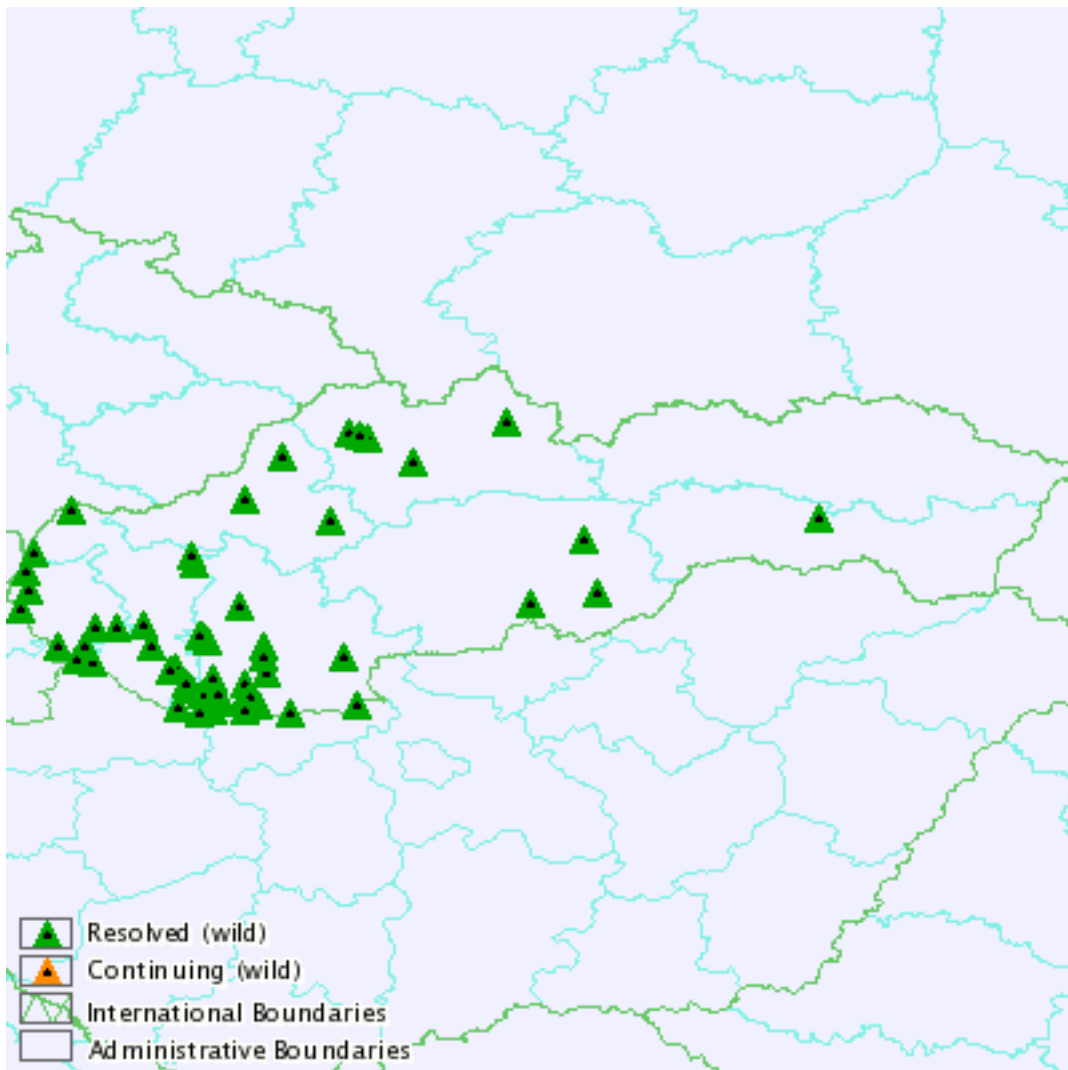 Resolved (wild)
Continuing (wild)
International Boundaries
Administrative Boundaries